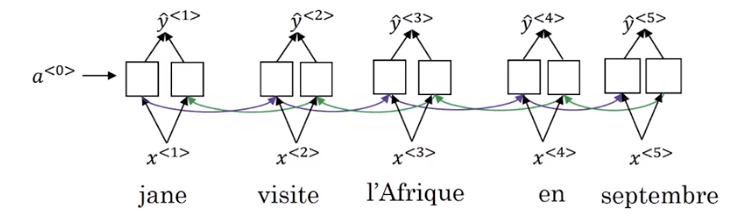 ŷ<1> ŷ<2> ŷ<3> ŷ<4> ŷ<5>
a<0>
x<1> x<2> x<3> x<4> x<5>
jane visite l'Afrique en septembre